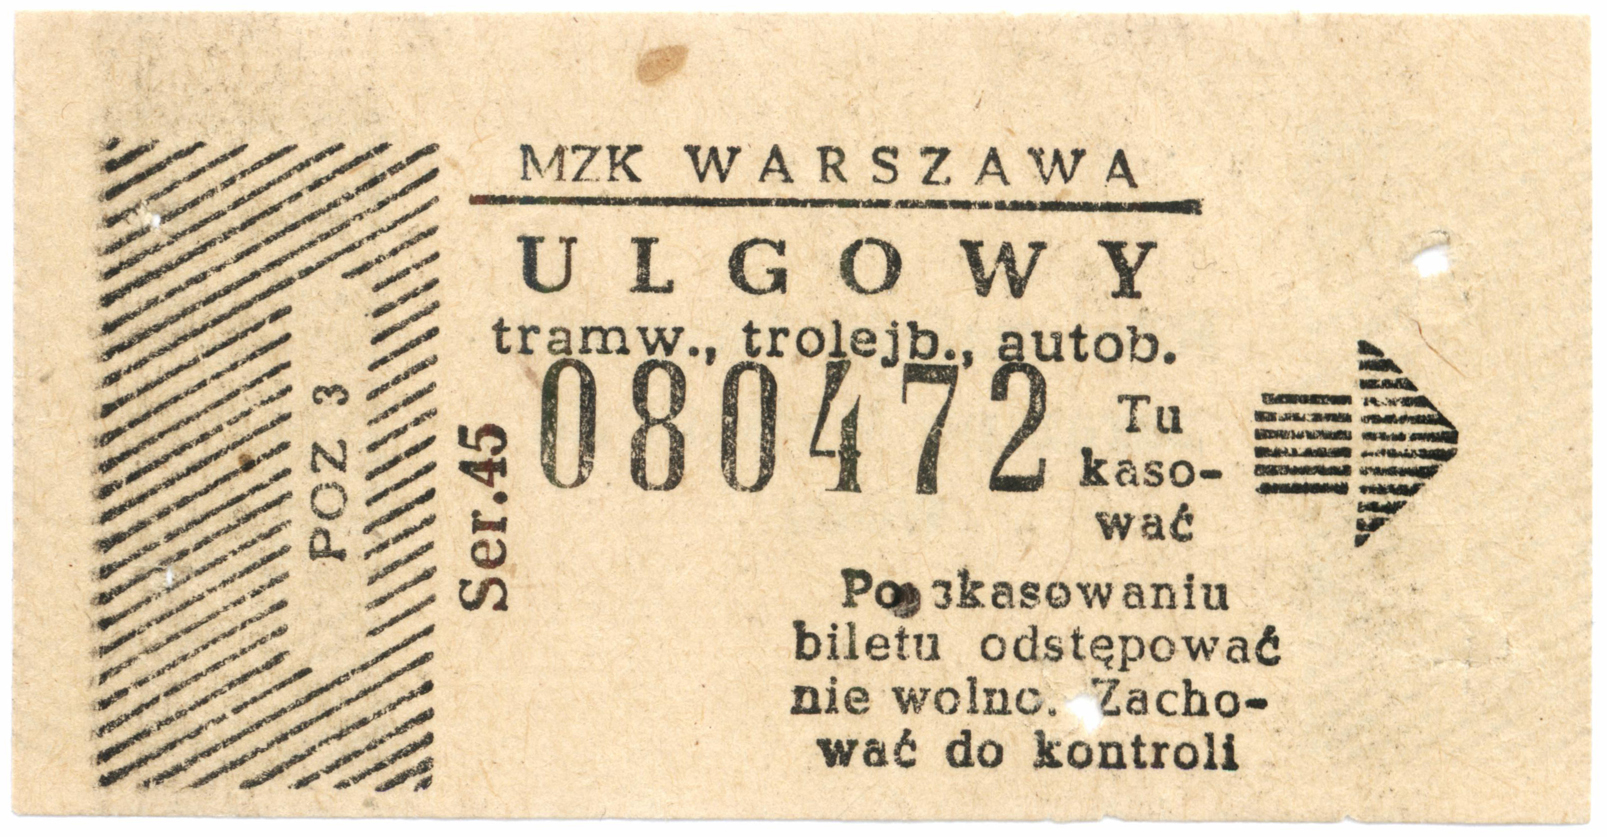 MZK WARSZAWA
ULGOWY
tramw., trolejb., autob.
080472
Ser.45
POZ 3
Tu
kaso-
wać
Po skasowaniu
biletu odstępować
nie wolno. Zacho-
wać do kontroli